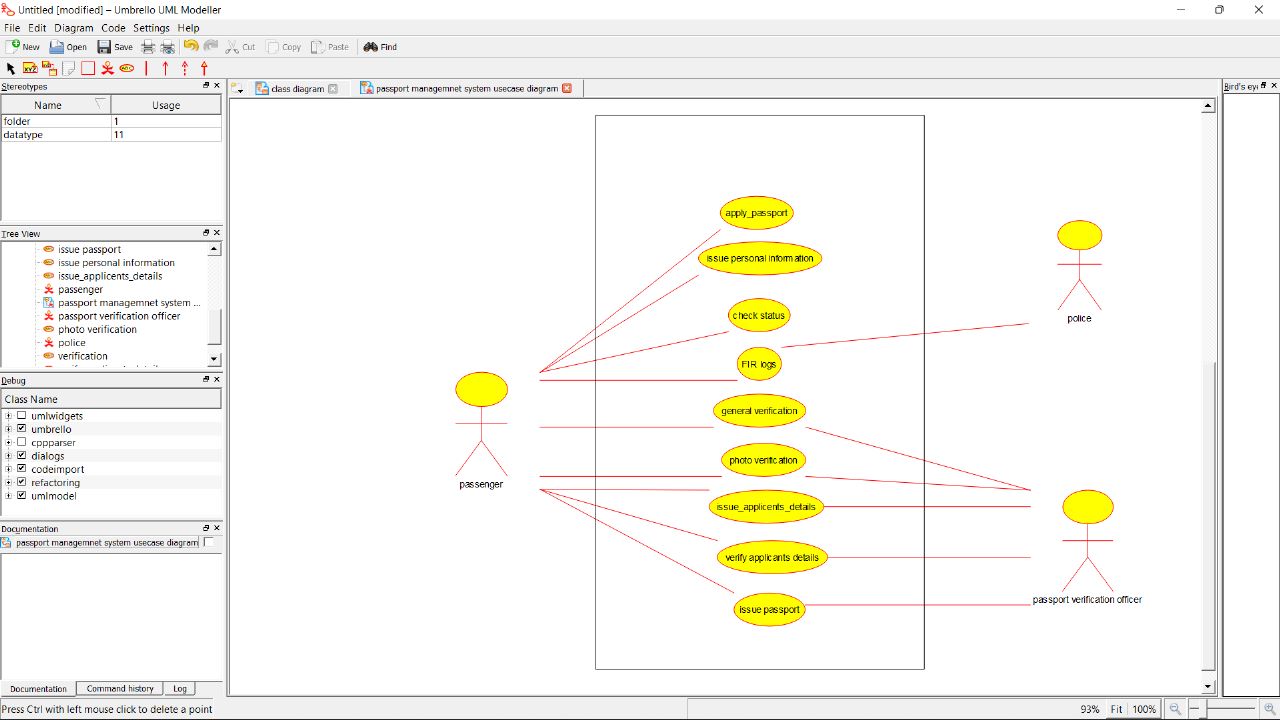 Untitled [modified] – Umbrello UML Modeller
File Edit Diagram Code Settings Help
New Open Save Cut Copy Paste Find
Stereotypes
Name Usage
folder 1
datatype 11
Tree View
issue passport
issue personal information
issue_applicents_details
passenger
passport managemnet system ...
passport verification officer
photo verification
police
verification
Debug
Class Name
umlwidgets
umbrello
cppparser
dialogs
codeimport
refactoring
umlmodel
Documentation
passport managemnet system usecase diagram
Documentation Command history Log
Press Ctrl with left mouse click to delete a point
class diagram passport managemnet system usecase diagram
apply_passport
issue personal information
check status
FIR logs
general verification
photo verification
issue_applicents_details
verify applicants details
issue passport
passenger
police
passport verification officer
Bird's ey
93% Fit 100%